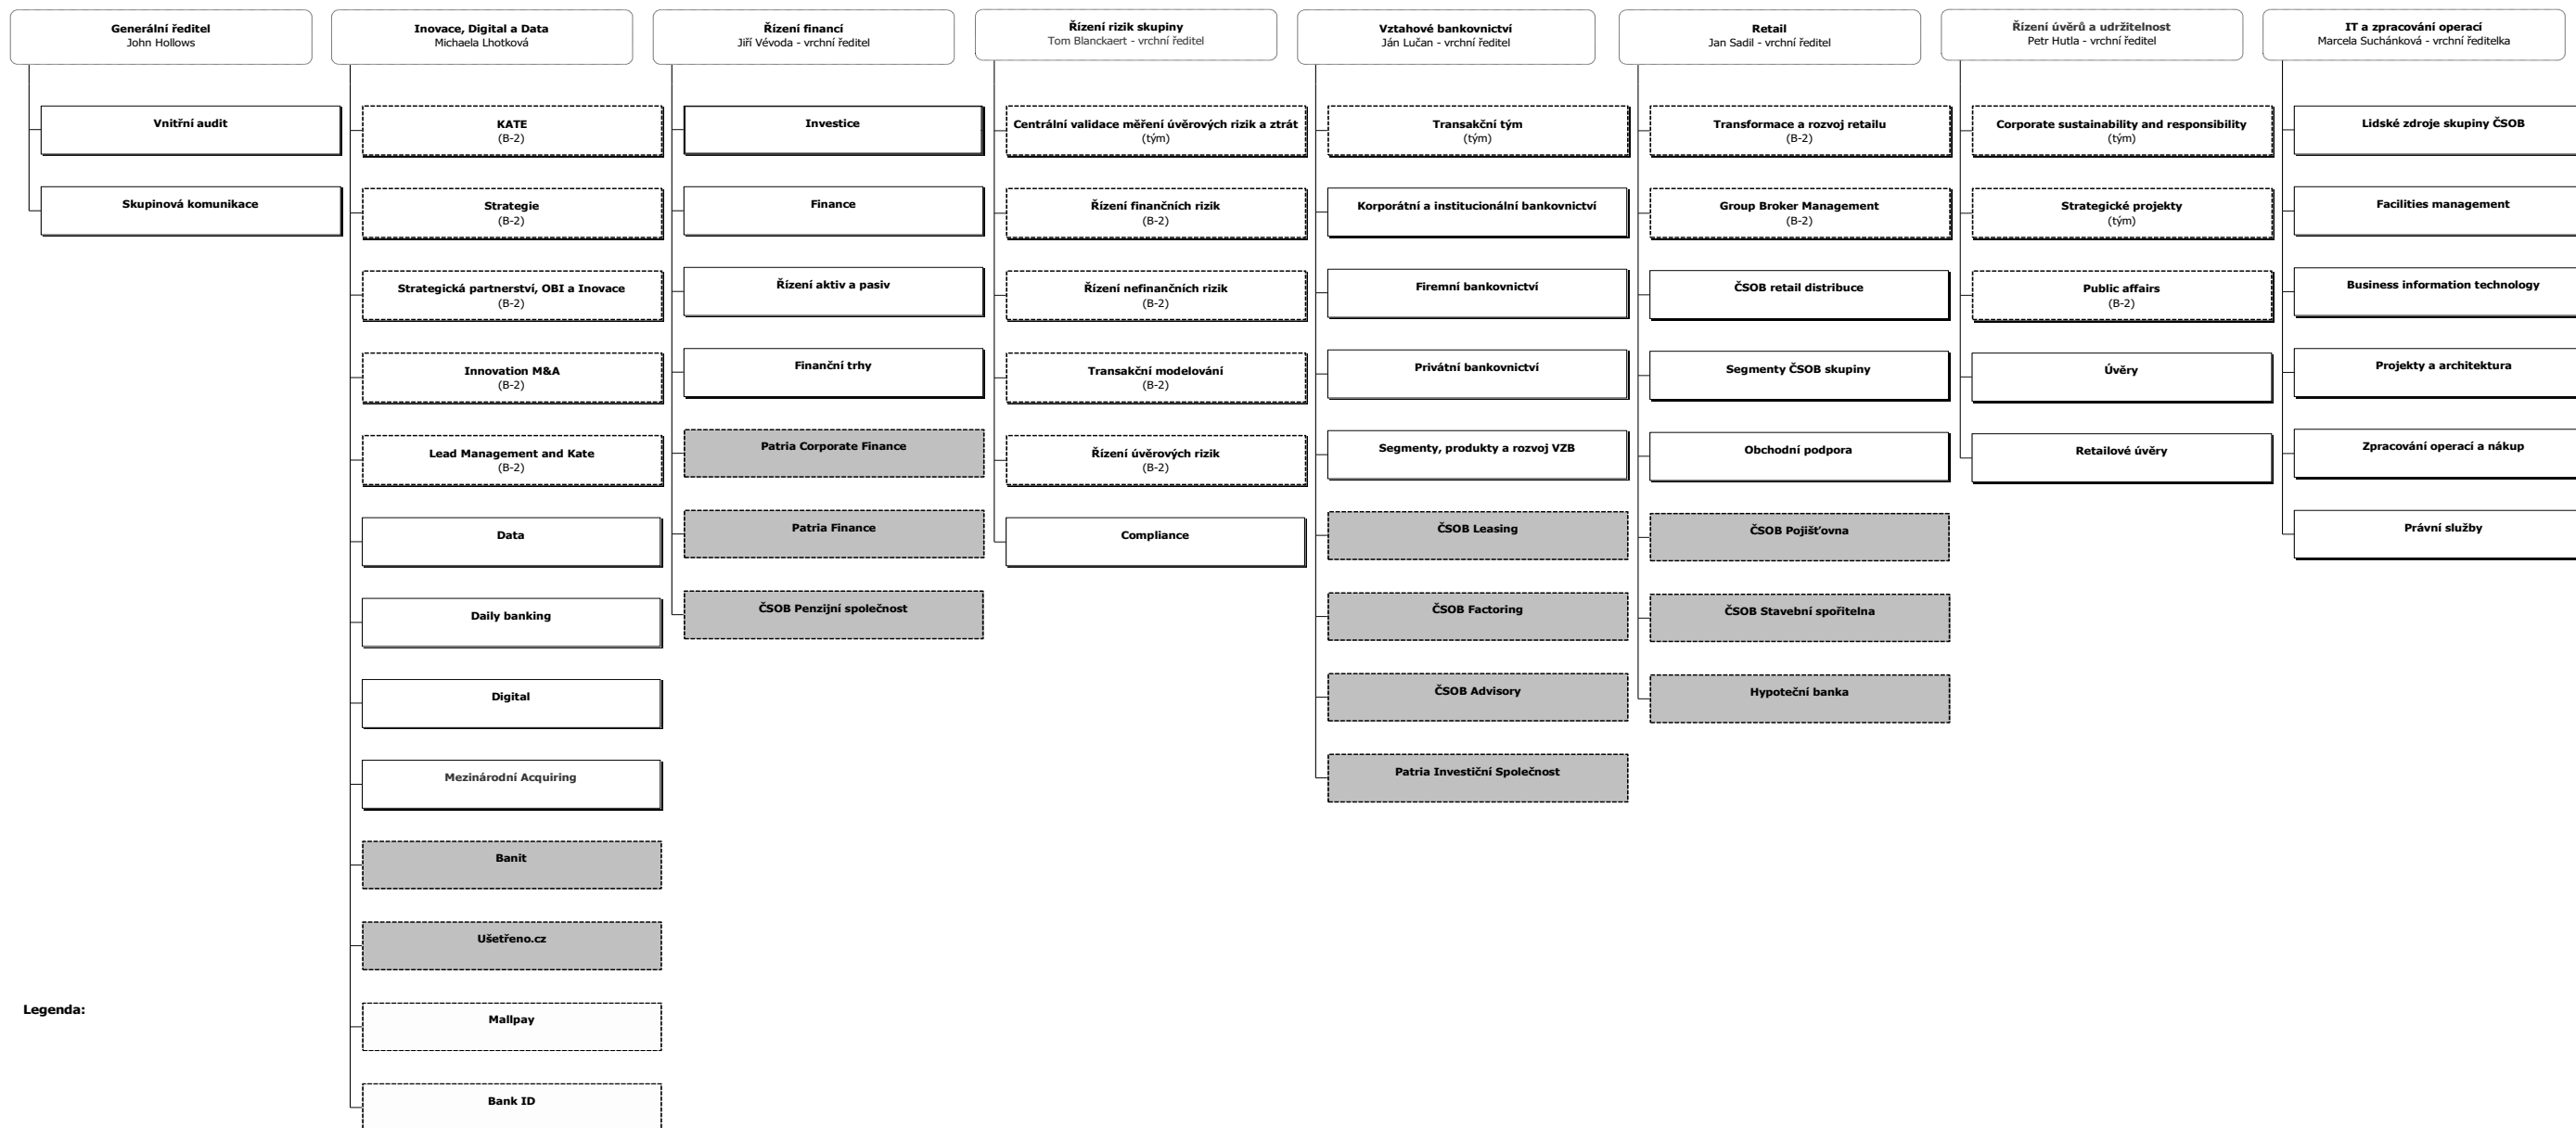 Generální ředitel
John Hollows
Vnitřní audit
Skupinová komunikace
Inovace, Digital a Data
Michaela Lhotková
KATE
(B-2)
Strategie
(B-2)
Strategická partnerství, OBI a Inovace
(B-2)
Innovation M&A
(B-2)
Lead Management and Kate
(B-2)
Data
Daily banking
Digital
Mezinárodní Acquiring
Banit
Ušetřeno.cz
Mallpay
Bank ID
Řízení financí
Jiří Vévoda - vrchní ředitel
Investice
Finance
Řízení aktiv a pasiv
Finanční trhy
Patria Corporate Finance
Patria Finance
ČSOB Penzijní společnost
Řízení rizik skupiny
Tom Blanckaert - vrchní ředitel
Centrální validace měření úvěrových rizik a ztrát
(tým)
Řízení finančních rizik
(B-2)
Řízení nefinančních rizik
(B-2)
Transakční modelování
(B-2)
Řízení úvěrových rizik
(B-2)
Compliance
Vztahové bankovnictví
Ján Lučan - vrchní ředitel
Transakční tým
(tým)
Korporátní a institucionální bankovnictví
Firemní bankovnictví
Privátní bankovnictví
Segmenty, produkty a rozvoj VZB
ČSOB Leasing
ČSOB Factoring
ČSOB Advisory
Patria Investiční Společnost
Retail
Jan Sadil - vrchní ředitel
Transformace a rozvoj retailu
(B-2)
Group Broker Management
(B-2)
ČSOB retail distribuce
Segmenty ČSOB skupiny
Obchodní podpora
ČSOB Pojišťovna
ČSOB Stavební spořitelna
Hypoteční banka
Řízení úvěrů a udržitelnost
Petr Hutla - vrchní ředitel
Corporate sustainability and responsibility
(tým)
Strategické projekty
(tým)
Public affairs
(B-2)
Úvěry
Retailové úvěry
IT a zpracování operací
Marcela Suchánková - vrchní ředitelka
Lidské zdroje skupiny ČSOB
Facilities management
Business information technology
Projekty a architektura
Zpracování operací a nákup
Právní služby
Legenda: